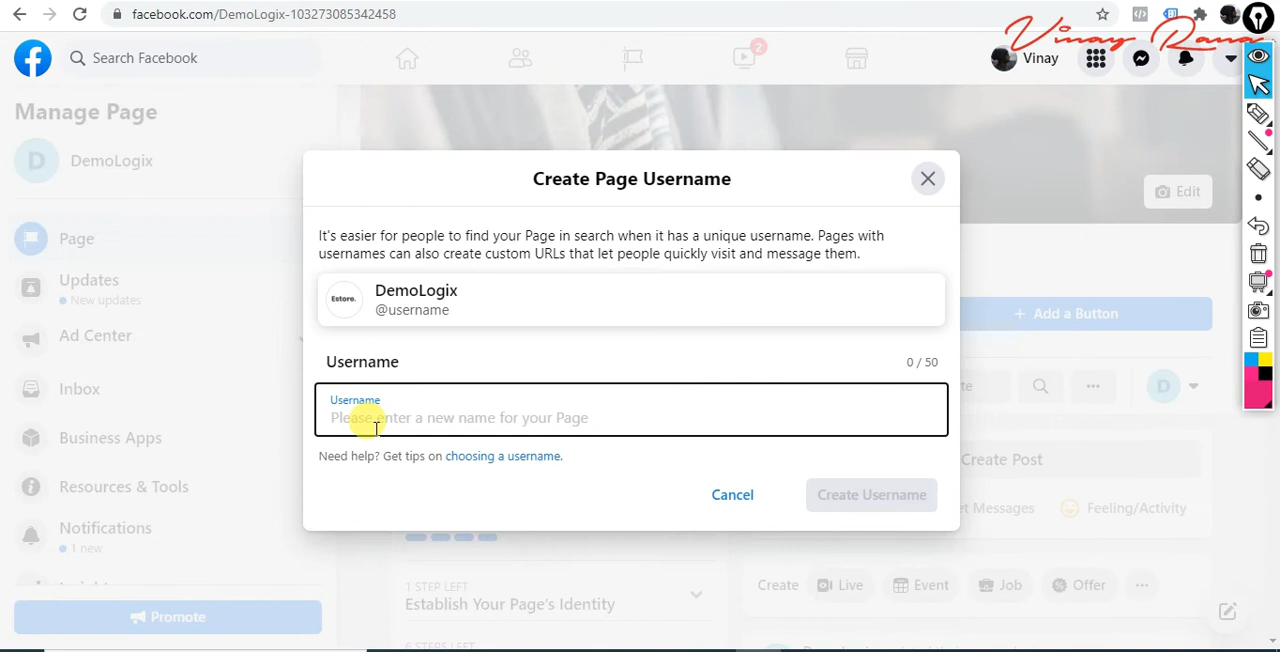 facebook.com/DemoLogix-103273085342458
Vinay Rana
Search Facebook
2
Vinay
Manage Page
D DemoLogix
Edit
Page
Updates
New updates
Ad Center
Inbox
Business Apps
Resources & Tools
Notifications
1 new
Promote
Create Page Username
It's easier for people to find your Page in search when it has a unique username. Pages with
usernames can also create custom URLs that let people quickly visit and message them.
Estore.
DemoLogix
@username
Username 0 / 50
Username
Please enter a new name for your Page
Need help? Get tips on choosing a username.
Cancel Create Username
+ Add a Button
D
Create Post
Feeling/Activity
1 STEP LEFT
Establish Your Page's Identity
Create Live Event Job Offer